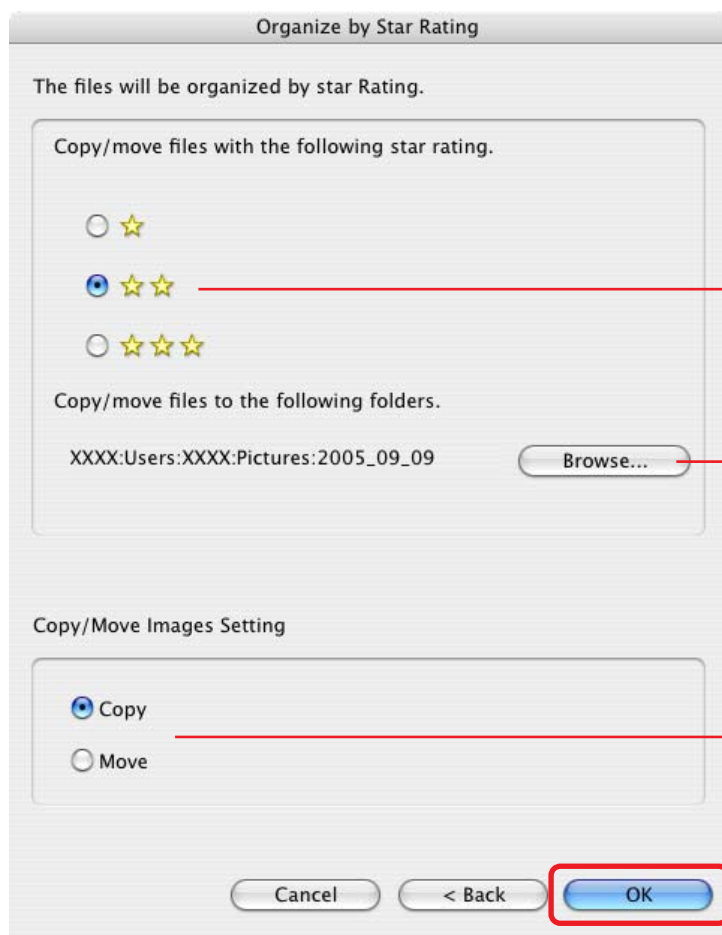 Organize by Star Rating
The files will be organized by star Rating.
Copy/move files with the following star rating.
Copy/move files to the following folders.
XXXX:Users:XXXX:Pictures:2005_09_09 Browse...
Copy/Move Images Setting
Copy
Move
Cancel < Back OK